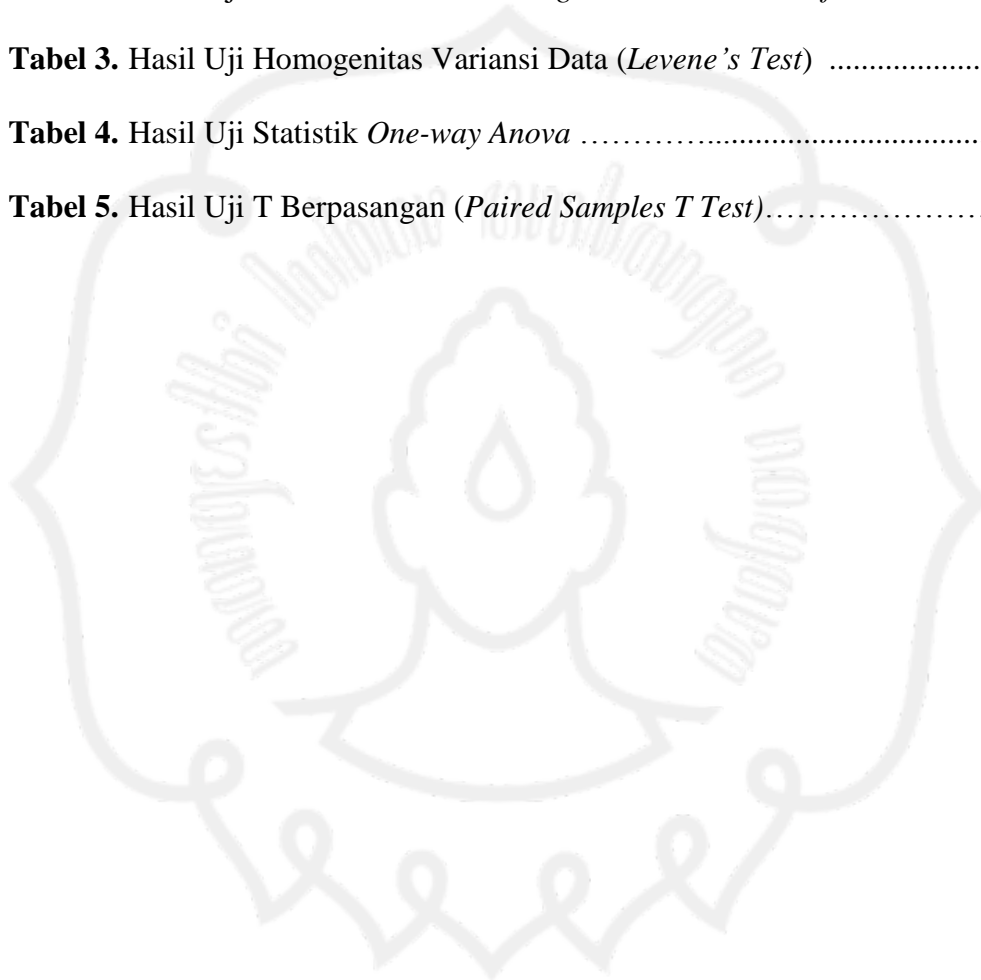 Tabel 3. Hasil Uji Homogenitas Variansi Data (Levene’s Test) ...................
Tabel 4. Hasil Uji Statistik One-way Anova …………...................................
Tabel 5. Hasil Uji T Berpasangan (Paired Samples T Test)…………………